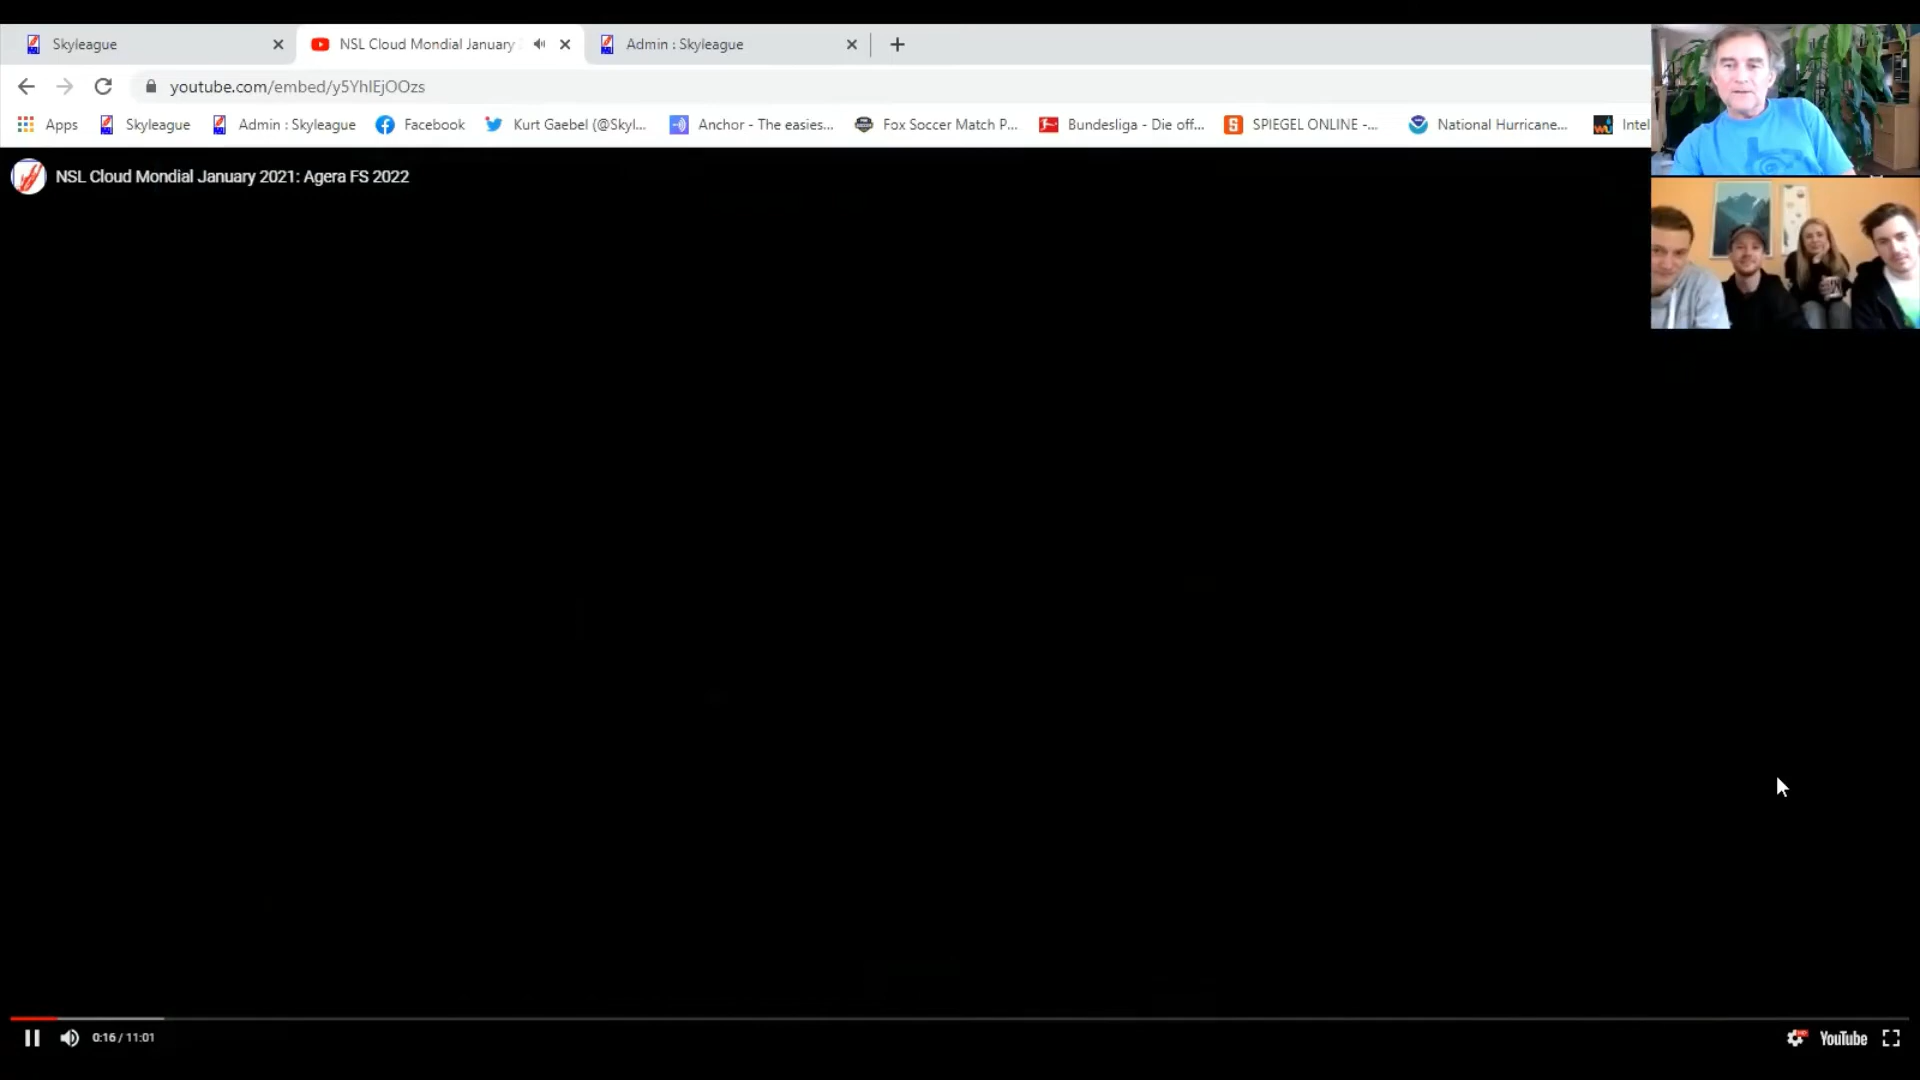 Skyleague
NSL Cloud Mondial January
Admin : Skyleague
youtube.com/embed/y5YhlEjOOzs
Apps
Skyleague
Admin : Skyleague
Facebook
Kurt Gaebel (@Skyl...
Anchor - The easies...
Fox Soccer Match P...
Bundesliga - Die off...
SPIEGEL ONLINE -...
National Hurricane...
Intel
NSL Cloud Mondial January 2021: Agera FS 2022
0:16 / 11:01
YouTube